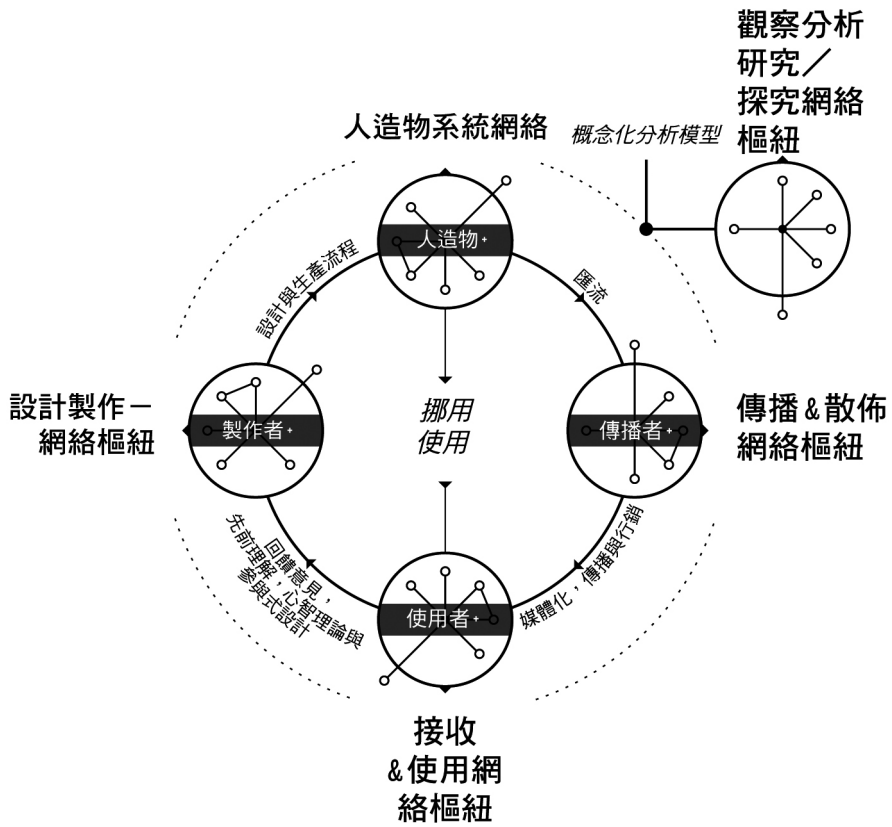 觀察分析
研究／
探究網絡
樞紐
人造物系統網絡
概念化分析模型
人造物+
設計與生產流程
匯流
設計製作—
網絡樞紐
製作者+
挪用
使用
傳播者+
傳播&散佈
網絡樞紐
回饋意見，
先前理解，心智理論與
參與式設計
媒體化，傳播與行銷
使用者+
接收
&使用網
絡樞紐